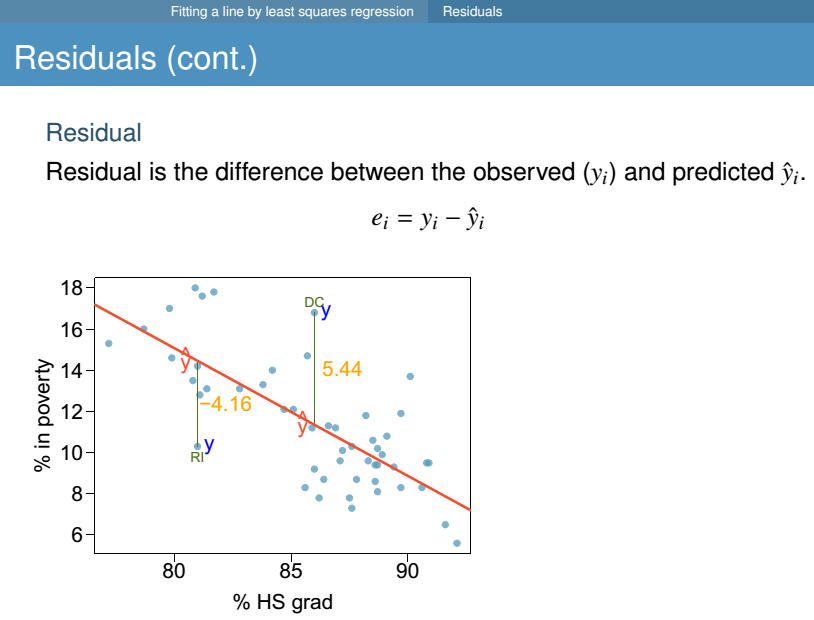 Fitting a line by least squares regression Residuals
Residuals (cont.)
Residual
Residual is the difference between the observed (yᵢ) and predicted ŷᵢ.
eᵢ = yᵢ − ŷᵢ
18
16
14
12
10
8
6
% in poverty
DC
y
ŷ
5.44
−4.16
ŷ
y
RI
80 85 90
% HS grad